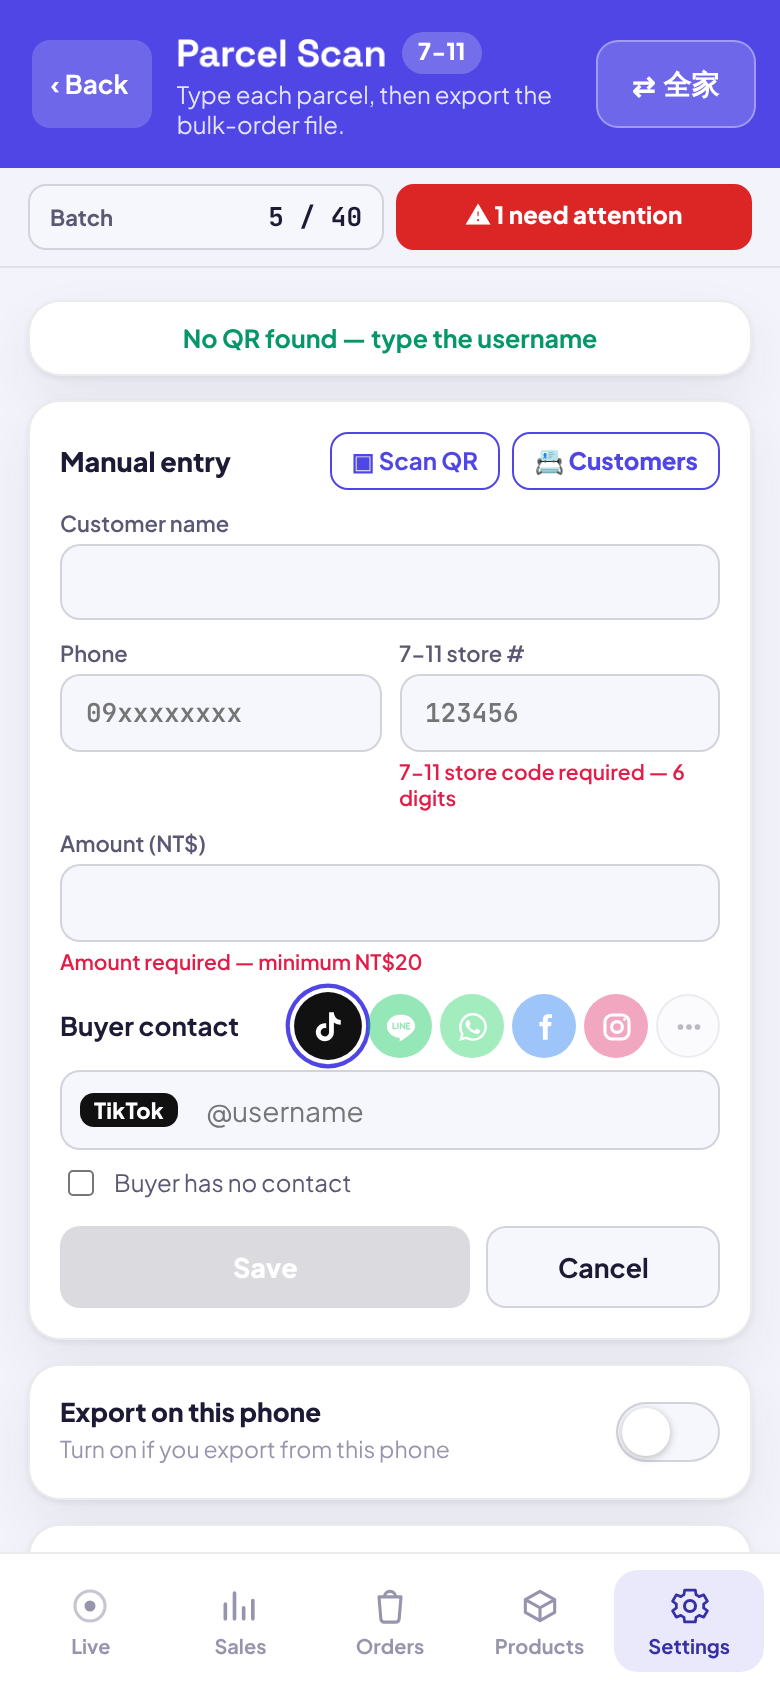 ‹ Back
Parcel Scan 7-11
Type each parcel, then export the
bulk-order file.
⇄ 全家
Batch 5 / 40
⚠ 1 need attention
No QR found — type the username
Manual entry
▣ Scan QR
📇 Customers
Customer name
Phone
7-11 store #
09xxxxxxxx
123456
7-11 store code required — 6
digits
Amount (NT$)
Amount required — minimum NT$20
Buyer contact
LINE
TikTok @username
Buyer has no contact
Save
Cancel
Export on this phone
Turn on if you export from this phone
Live
Sales
Orders
Products
Settings